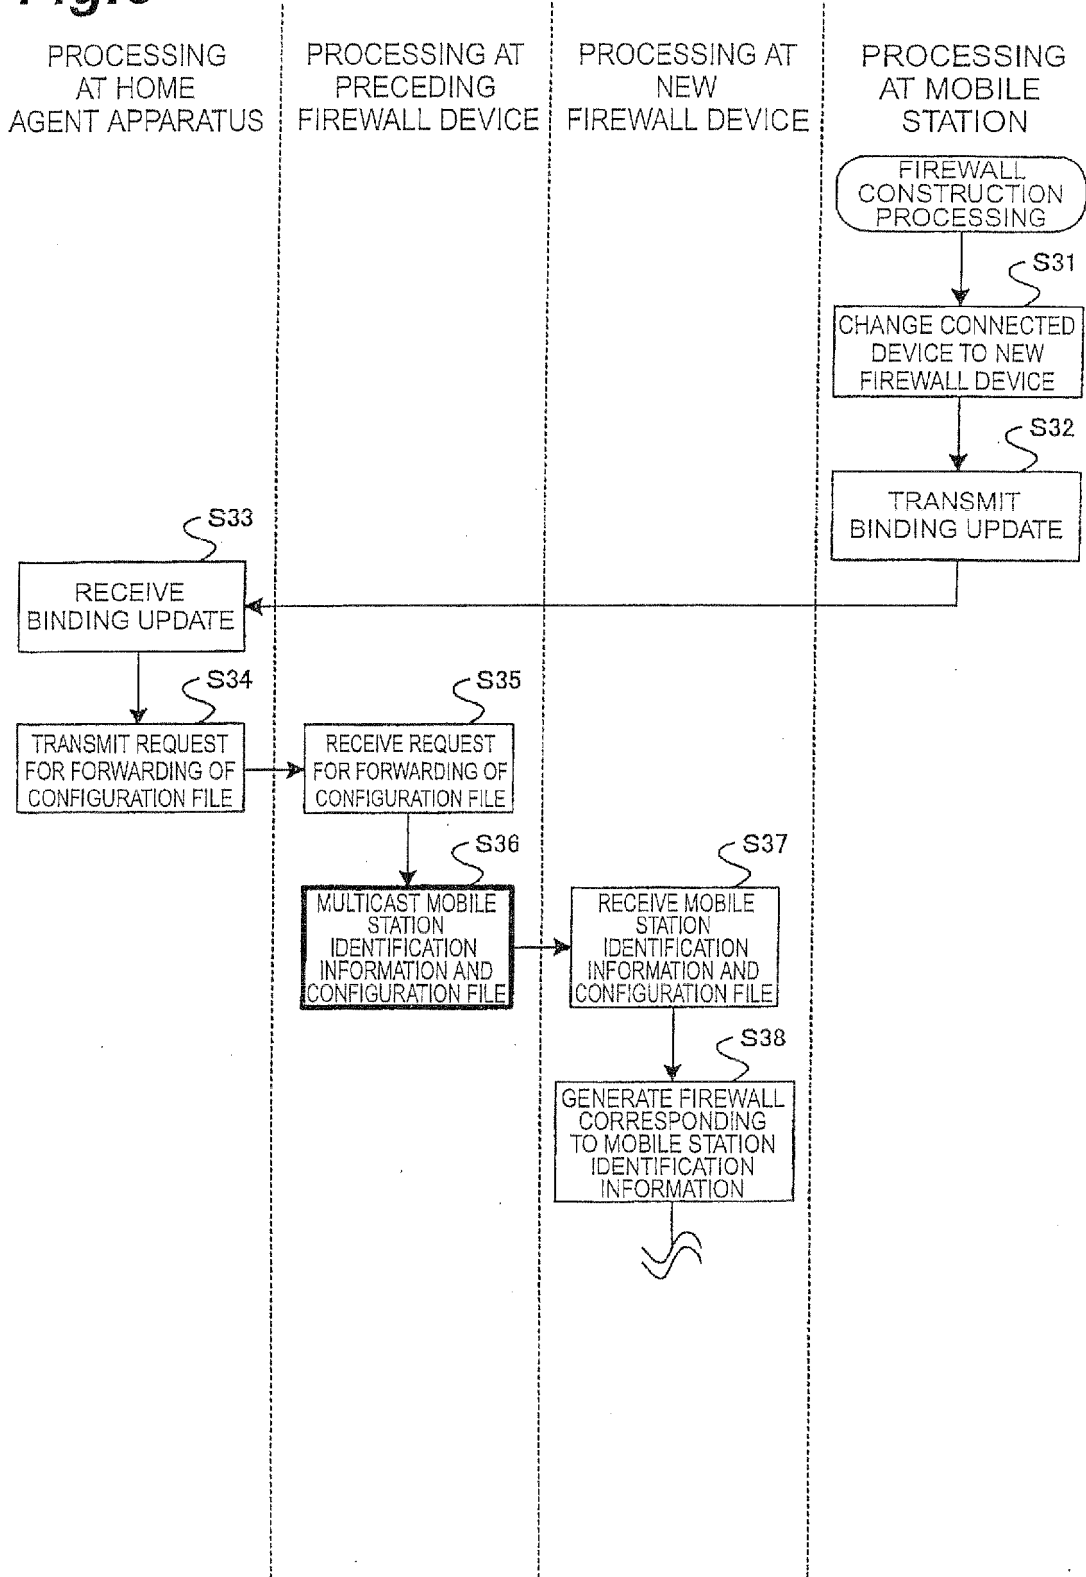 PROCESSING
AT HOME
AGENT APPARATUS
PROCESSING AT
PRECEDING
FIREWALL DEVICE
PROCESSING AT
NEW
FIREWALL DEVICE
PROCESSING
AT MOBILE
STATION
FIREWALL
CONSTRUCTION
PROCESSING
S31
CHANGE CONNECTED
DEVICE TO NEW
FIREWALL DEVICE
S32
TRANSMIT
BINDING UPDATE
S33
RECEIVE
BINDING UPDATE
S34
TRANSMIT REQUEST
FOR FORWARDING OF
CONFIGURATION FILE
S35
RECEIVE REQUEST
FOR FORWARDING OF
CONFIGURATION FILE
S36
MULTICAST MOBILE
STATION
IDENTIFICATION
INFORMATION AND
CONFIGURATION FILE
S37
RECEIVE MOBILE
STATION
IDENTIFICATION
INFORMATION AND
CONFIGURATION FILE
S38
GENERATE FIREWALL
CORRESPONDING
TO MOBILE STATION
IDENTIFICATION
INFORMATION